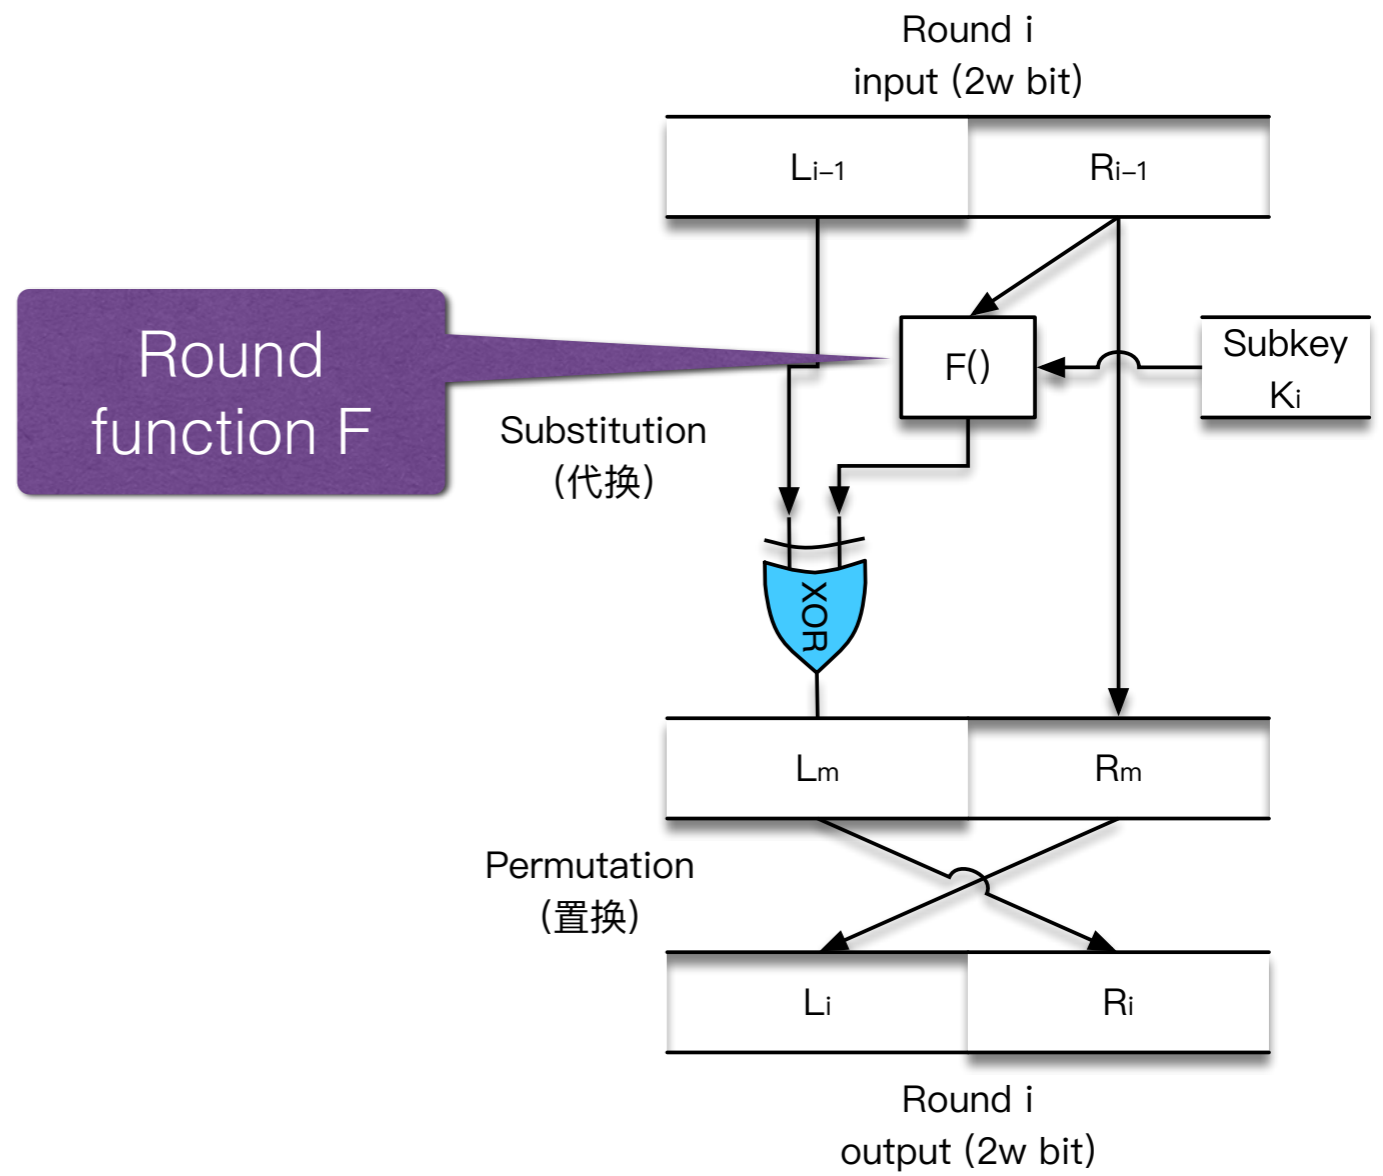 Round i
input (2w bit)
Li-1
Ri-1
Round
function F
F()
Subkey
Ki
Substitution
(代换)
XOR
Lm
Rm
Permutation
(置换)
Li
Ri
Round i
output (2w bit)